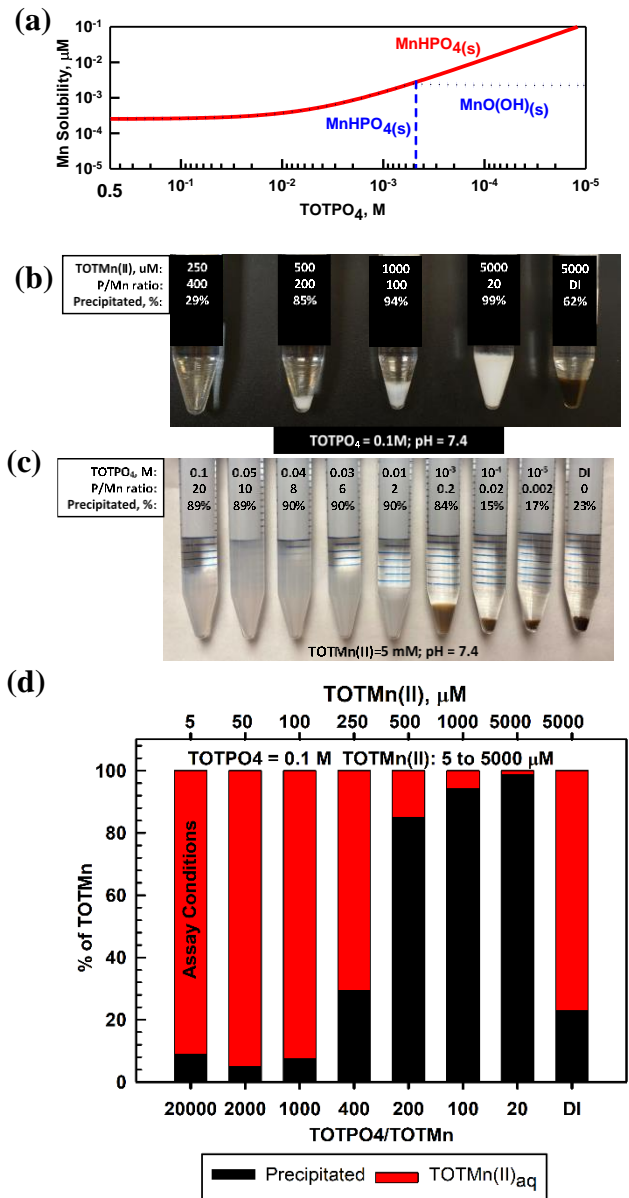 (a)
Mn Solubility, µM
10-1
10-2
10-3
10-4
10-5
MnHPO4(s)
MnHPO4(s)
MnO(OH)(s)
0.5 10-1 10-2 10-3 10-4 10-5
TOTPO4, M
(b)
TOTMn(II), uM: 250 500 1000 5000 5000
P/Mn ratio: 400 200 100 20 DI
Precipitated, %: 29% 85% 94% 99% 62%
TOTPO4 = 0.1M; pH = 7.4
(c)
TOTPO4, M: 0.1 0.05 0.04 0.03 0.01 10-3 10-4 10-5 DI
P/Mn ratio: 20 10 8 6 2 0.2 0.02 0.002 0
Precipitated, %: 89% 89% 90% 90% 90% 84% 15% 17% 23%
TOTMn(II)=5 mM; pH = 7.4
(d)
TOTMn(II), µM
5 50 100 250 500 1000 5000 5000
TOTPO4 = 0.1 M TOTMn(II): 5 to 5000 µM
% of TOTMn
100
80
60
40
20
0
Assay Conditions
20000 2000 1000 400 200 100 20 DI
TOTPO4/TOTMn
Precipitated TOTMn(II)aq